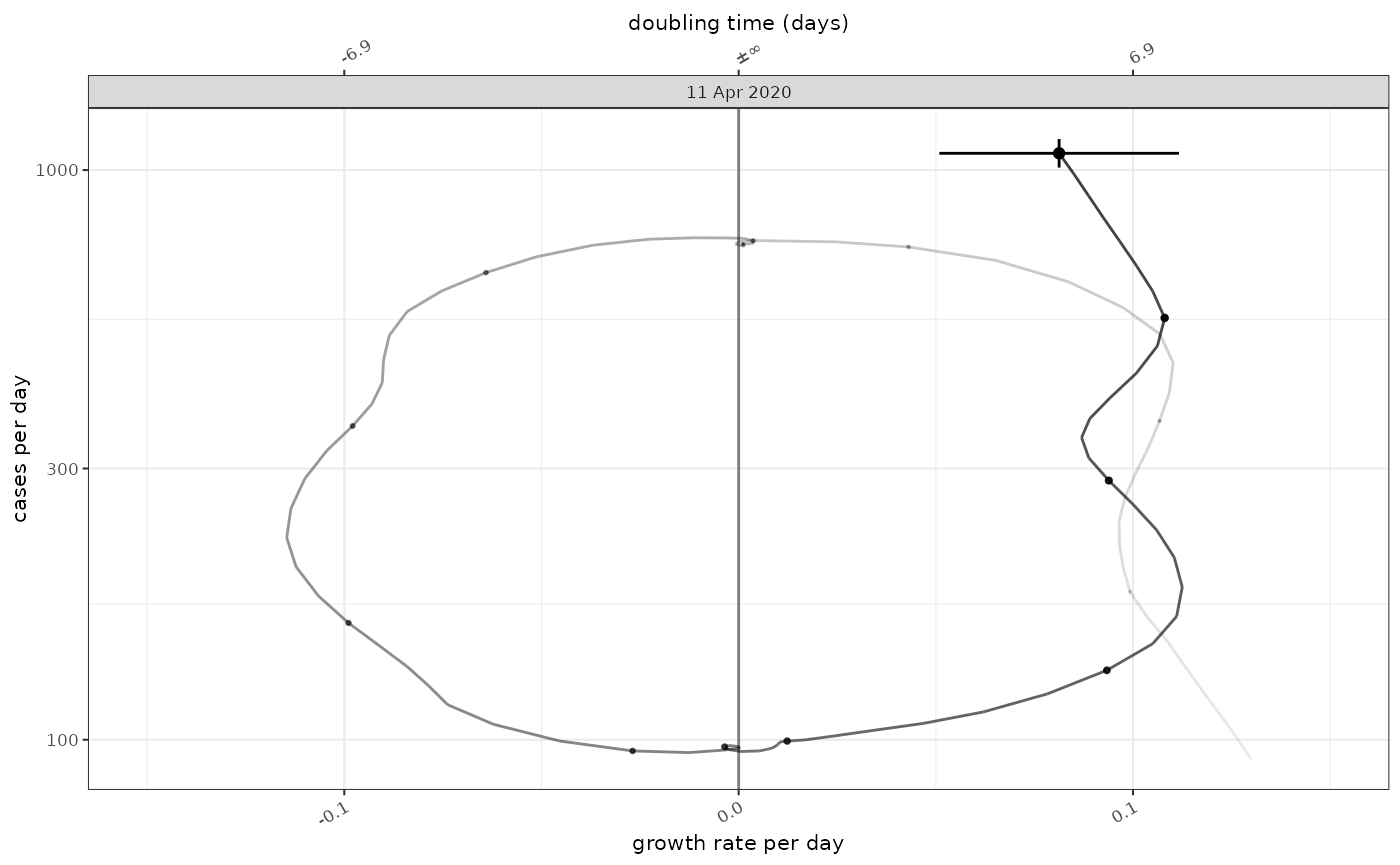 doubling time (days)
-6.9
±∞
6.9
11 Apr 2020
1000
300
100
cases per day
-0.1
0.0
0.1
growth rate per day